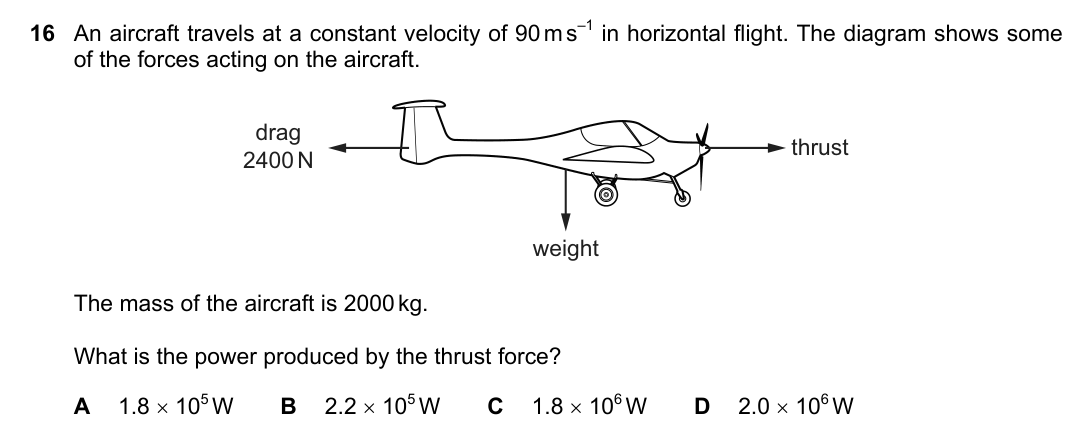 16 An aircraft travels at a constant velocity of 90 m s⁻¹ in horizontal flight. The diagram shows some
of the forces acting on the aircraft.
drag
2400 N
thrust
weight
The mass of the aircraft is 2000 kg.
What is the power produced by the thrust force?
A 1.8 × 10⁵ W B 2.2 × 10⁵ W C 1.8 × 10⁶ W D 2.0 × 10⁶ W